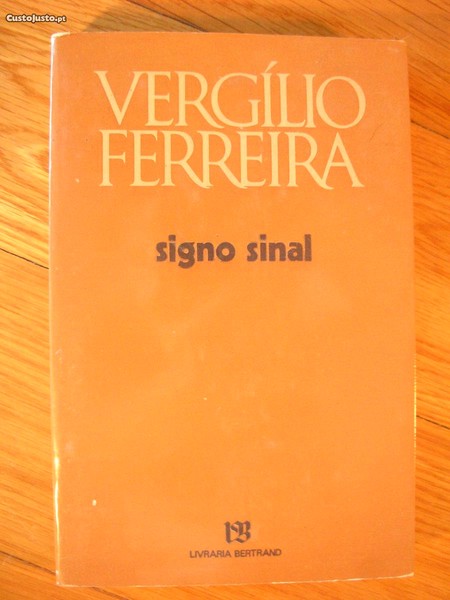 CustoJusto.pt
VERGÍLIO
FERREIRA
signo sinal
LIVRARIA BERTRAND